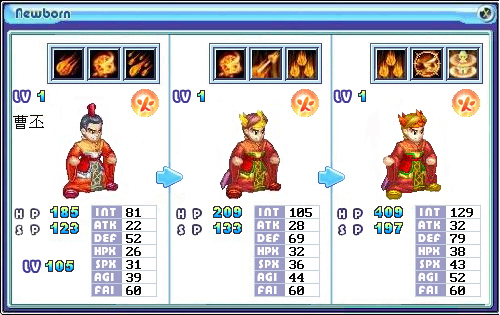 Newborn
LV 1
火
曹丕
HP 185
SP 123
LV 105
INT 81
ATK 22
DEF 52
HPX 26
SPX 31
AGI 39
FAI 60
LV 1
火
HP 209
SP 133
INT 105
ATK 28
DEF 69
HPX 32
SPX 36
AGI 44
FAI 60
LV 1
火
HP 409
SP 197
INT 129
ATK 32
DEF 79
HPX 38
SPX 43
AGI 52
FAI 60